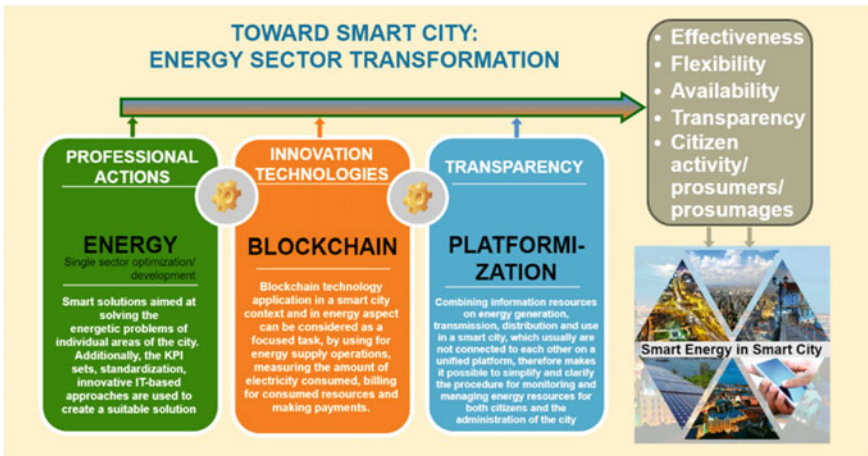 TOWARD SMART CITY:
ENERGY SECTOR TRANSFORMATION
• Effectiveness
• Flexibility
• Availability
• Transparency
• Citizen
activity/
prosumers/
prosumages
PROFESSIONAL
ACTIONS
ENERGY
Single sector optimization/
development
Smart solutions aimed at
solving the
energetic problems of
individual areas of the city.
Additionally, the KPI
sets, standardization,
innovative IT-based
approaches are used to
create a suitable solution
INNOVATION
TECHNOLOGIES
BLOCKCHAIN
Blockchain technology
application in a smart city
context and in energy aspect
can be considered as a
focused task, by using for
energy supply operations,
measuring the amount of
electricity consumed, billing
for consumed resources and
making payments.
TRANSPARENCY
PLATFORMI-
ZATION
Combining information resources
on energy generation,
transmission, distribution and use
in a smart city, which usually are
not connected to each other on a
unified platform, therefore makes
it possible to simplify and clarify
the procedure for monitoring and
managing energy resources for
both citizens and the
administration of the city
Smart Energy in Smart City